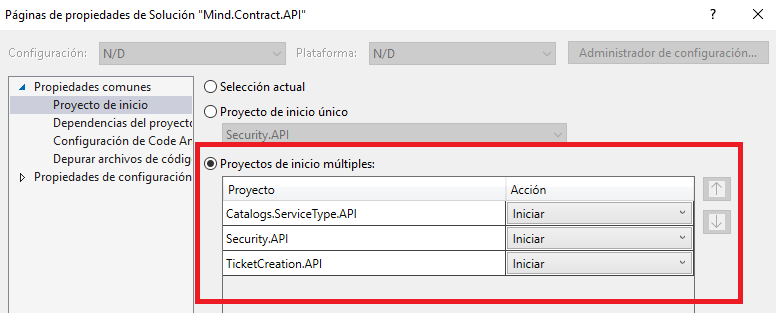 Páginas de propiedades de Solución "Mind.Contract.API"
Configuración: N/D Plataforma: N/D Administrador de configuración...
Propiedades comunes
Proyecto de inicio
Dependencias del proyecto
Configuración de Code An
Depurar archivos de códig
Propiedades de configuración
Selección actual
Proyecto de inicio único
Security.API
Proyectos de inicio múltiples:
Proyecto Acción
Catalogs.ServiceType.API Iniciar
Security.API Iniciar
TicketCreation.API Iniciar